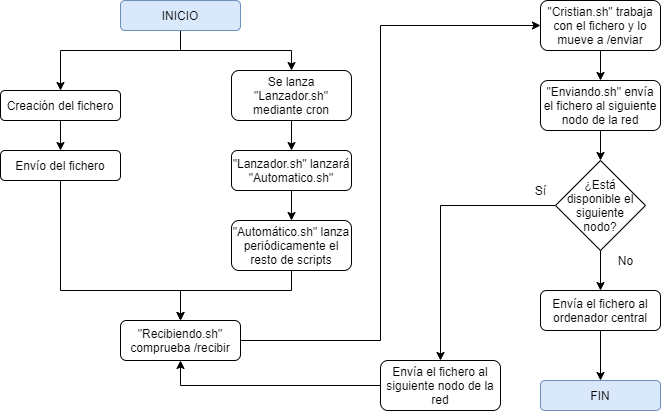 INICIO
Creación del fichero
Envío del fichero
Se lanza
"Lanzador.sh"
mediante cron
"Lanzador.sh" lanzará
"Automatico.sh"
"Automático.sh" lanza
periódicamente el
resto de scripts
"Recibiendo.sh"
comprueba /recibir
"Cristian.sh" trabaja
con el fichero y lo
mueve a /enviar
"Enviando.sh" envía
el fichero al siguiente
nodo de la red
¿Está
disponible el
siguiente
nodo?
Sí
No
Envía el fichero al
siguiente nodo de la
red
Envía el fichero al
ordenador central
FIN